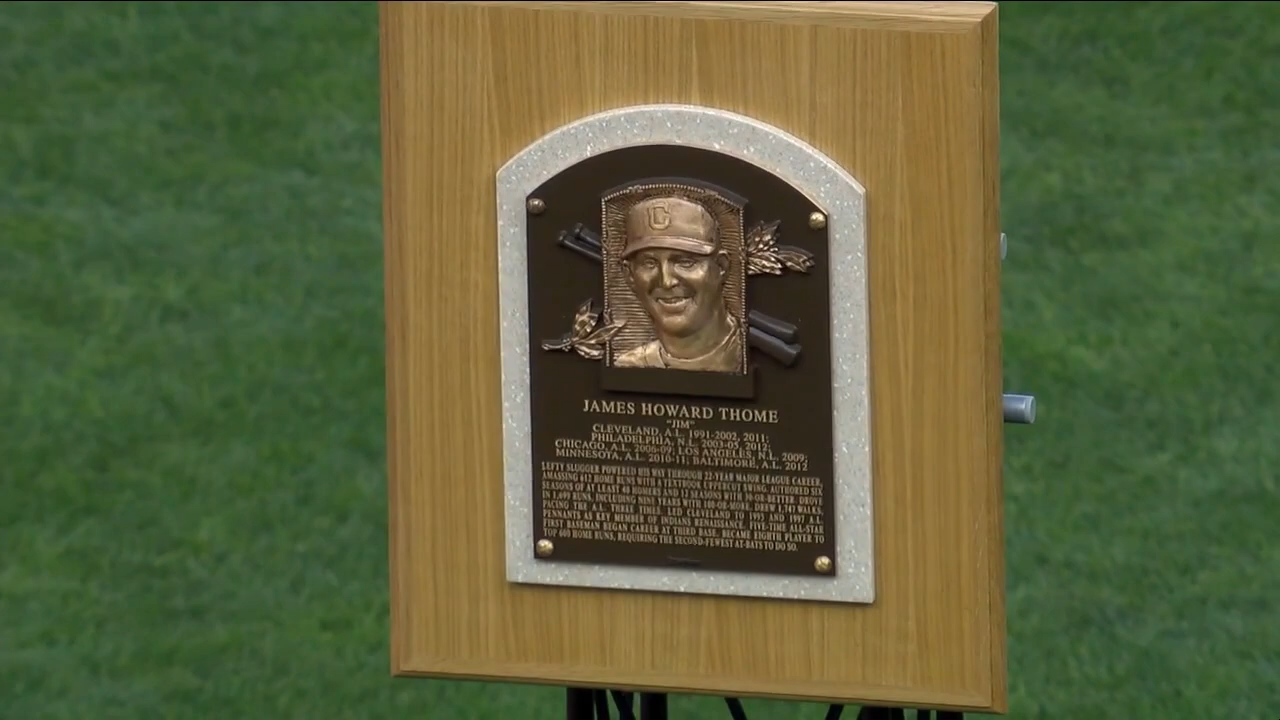 C
JAMES HOWARD THOME
"JIM"
CLEVELAND, A.L. 1991-2002, 2011;
PHILADELPHIA, N.L. 2003-05, 2012;
CHICAGO, A.L. 2006-09; LOS ANGELES, N.L. 2009;
MINNESOTA, A.L. 2010-11; BALTIMORE, A.L. 2012
LEFTY SLUGGER POWERED HIS WAY THROUGH 22-YEAR MAJOR LEAGUE CAREER,
AMASSING 612 HOME RUNS WITH A TEXTBOOK UPPERCUT SWING. AUTHORED SIX
SEASONS OF AT LEAST 40 HOMERS AND 12 SEASONS WITH 30-OR-BETTER. DROVE
IN 1,699 RUNS, INCLUDING NINE YEARS WITH 100-OR-MORE. DREW 1,747 WALKS,
PACING THE A.L. THREE TIMES. LED CLEVELAND TO 1995 AND 1997 A.L.
PENNANTS AS KEY MEMBER OF INDIANS RENAISSANCE. FIVE-TIME ALL-STAR
FIRST BASEMAN BEGAN CAREER AT THIRD BASE. BECAME EIGHTH PLAYER TO
TOP 600 HOME RUNS, REQUIRING THE SECOND-FEWEST AT-BATS TO DO SO.